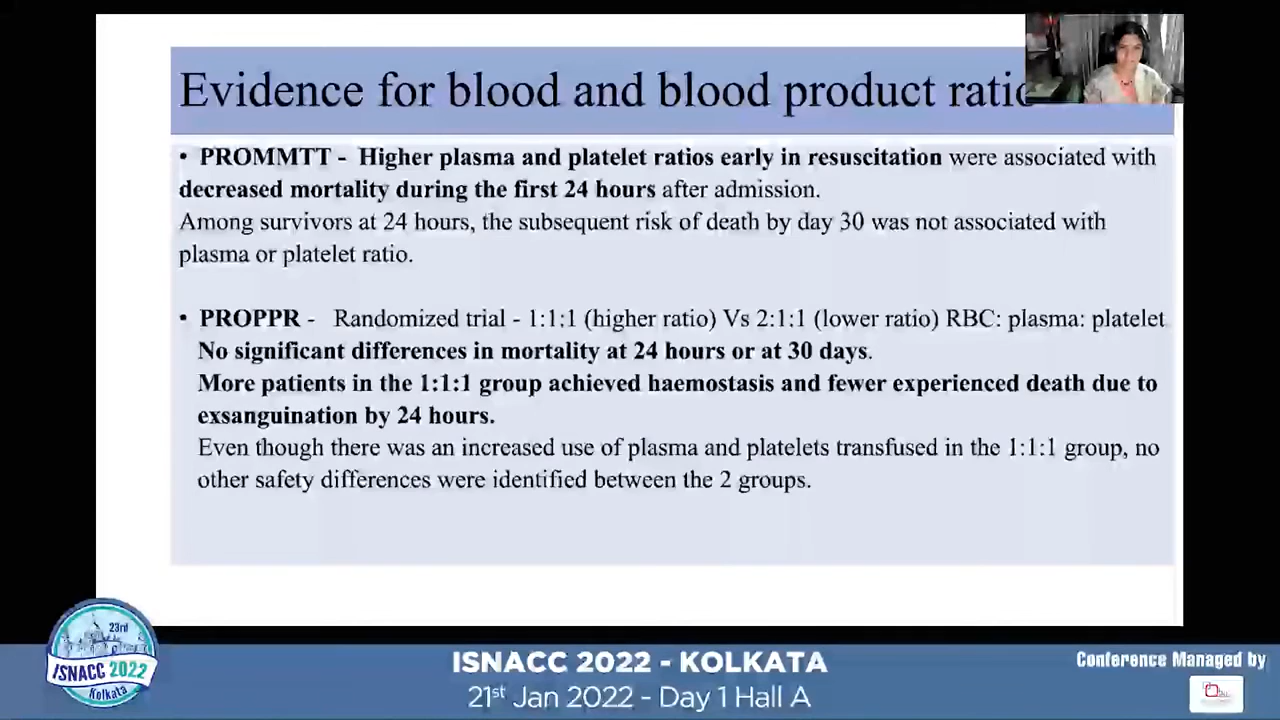 Evidence for blood and blood product
• PROMMTT - Higher plasma and platelet ratios early in resuscitation were associated with
decreased mortality during the first 24 hours after admission.
Among survivors at 24 hours, the subsequent risk of death by day 30 was not associated with
plasma or platelet ratio.
• PROPPR - Randomized trial - 1:1:1 (higher ratio) Vs 2:1:1 (lower ratio) RBC: plasma: platelet
No significant differences in mortality at 24 hours or at 30 days.
More patients in the 1:1:1 group achieved haemostasis and fewer experienced death due to
exsanguination by 24 hours.
Even though there was an increased use of plasma and platelets transfused in the 1:1:1 group, no
other safety differences were identified between the 2 groups.
23rd
ISNACC 2022
Kolkata
ISNACC 2022 - KOLKATA
21st Jan 2022 - Day 1 Hall A
Conference Managed by